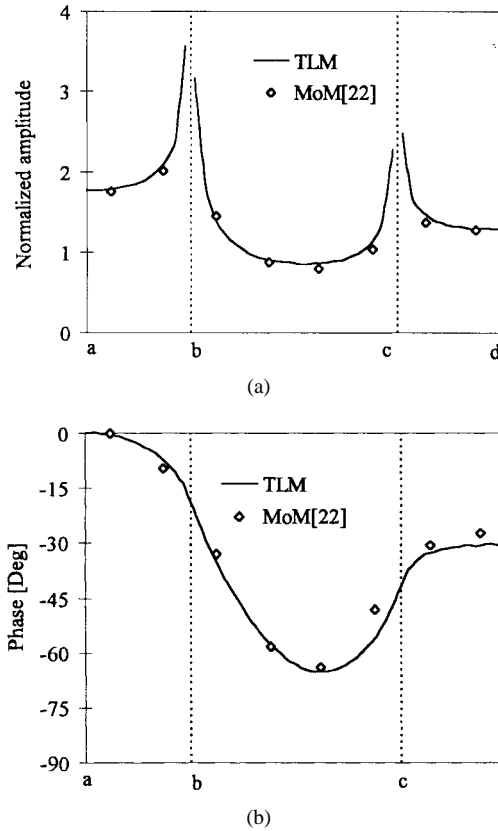 4
3
2
1
0
Normalized amplitude
TLM
MoM[22]
a
b
c
d
(a)
0
-15
-30
-45
-60
-75
-90
Phase [Deg]
TLM
MoM[22]
a
b
c
(b)